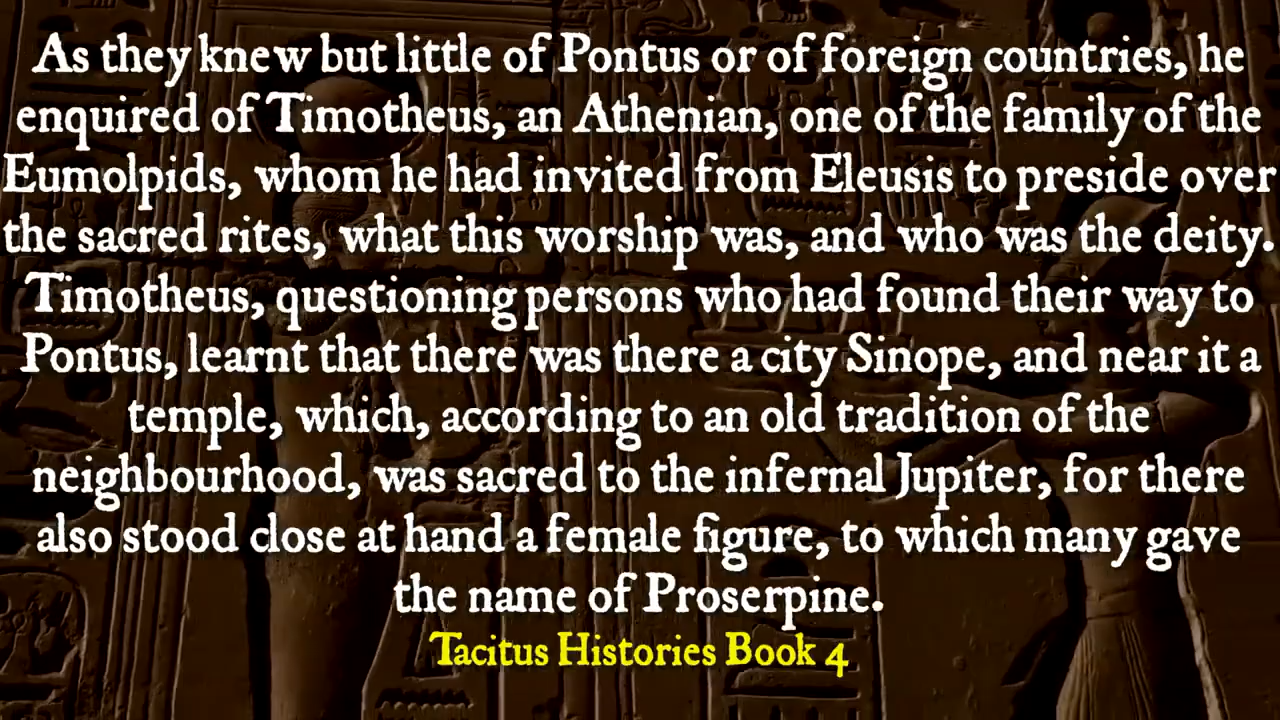 As they knew but little of Pontus or of foreign countries, he
enquired of Timotheus, an Athenian, one of the family of the
Eumolpids, whom he had invited from Eleusis to preside over
the sacred rites, what this worship was, and who was the deity.
Timotheus, questioning persons who had found their way to
Pontus, learnt that there was there a city Sinope, and near it a
temple, which, according to an old tradition of the
neighbourhood, was sacred to the infernal Jupiter, for there
also stood close at hand a female figure, to which many gave
the name of Proserpine.
Tacitus Histories Book 4